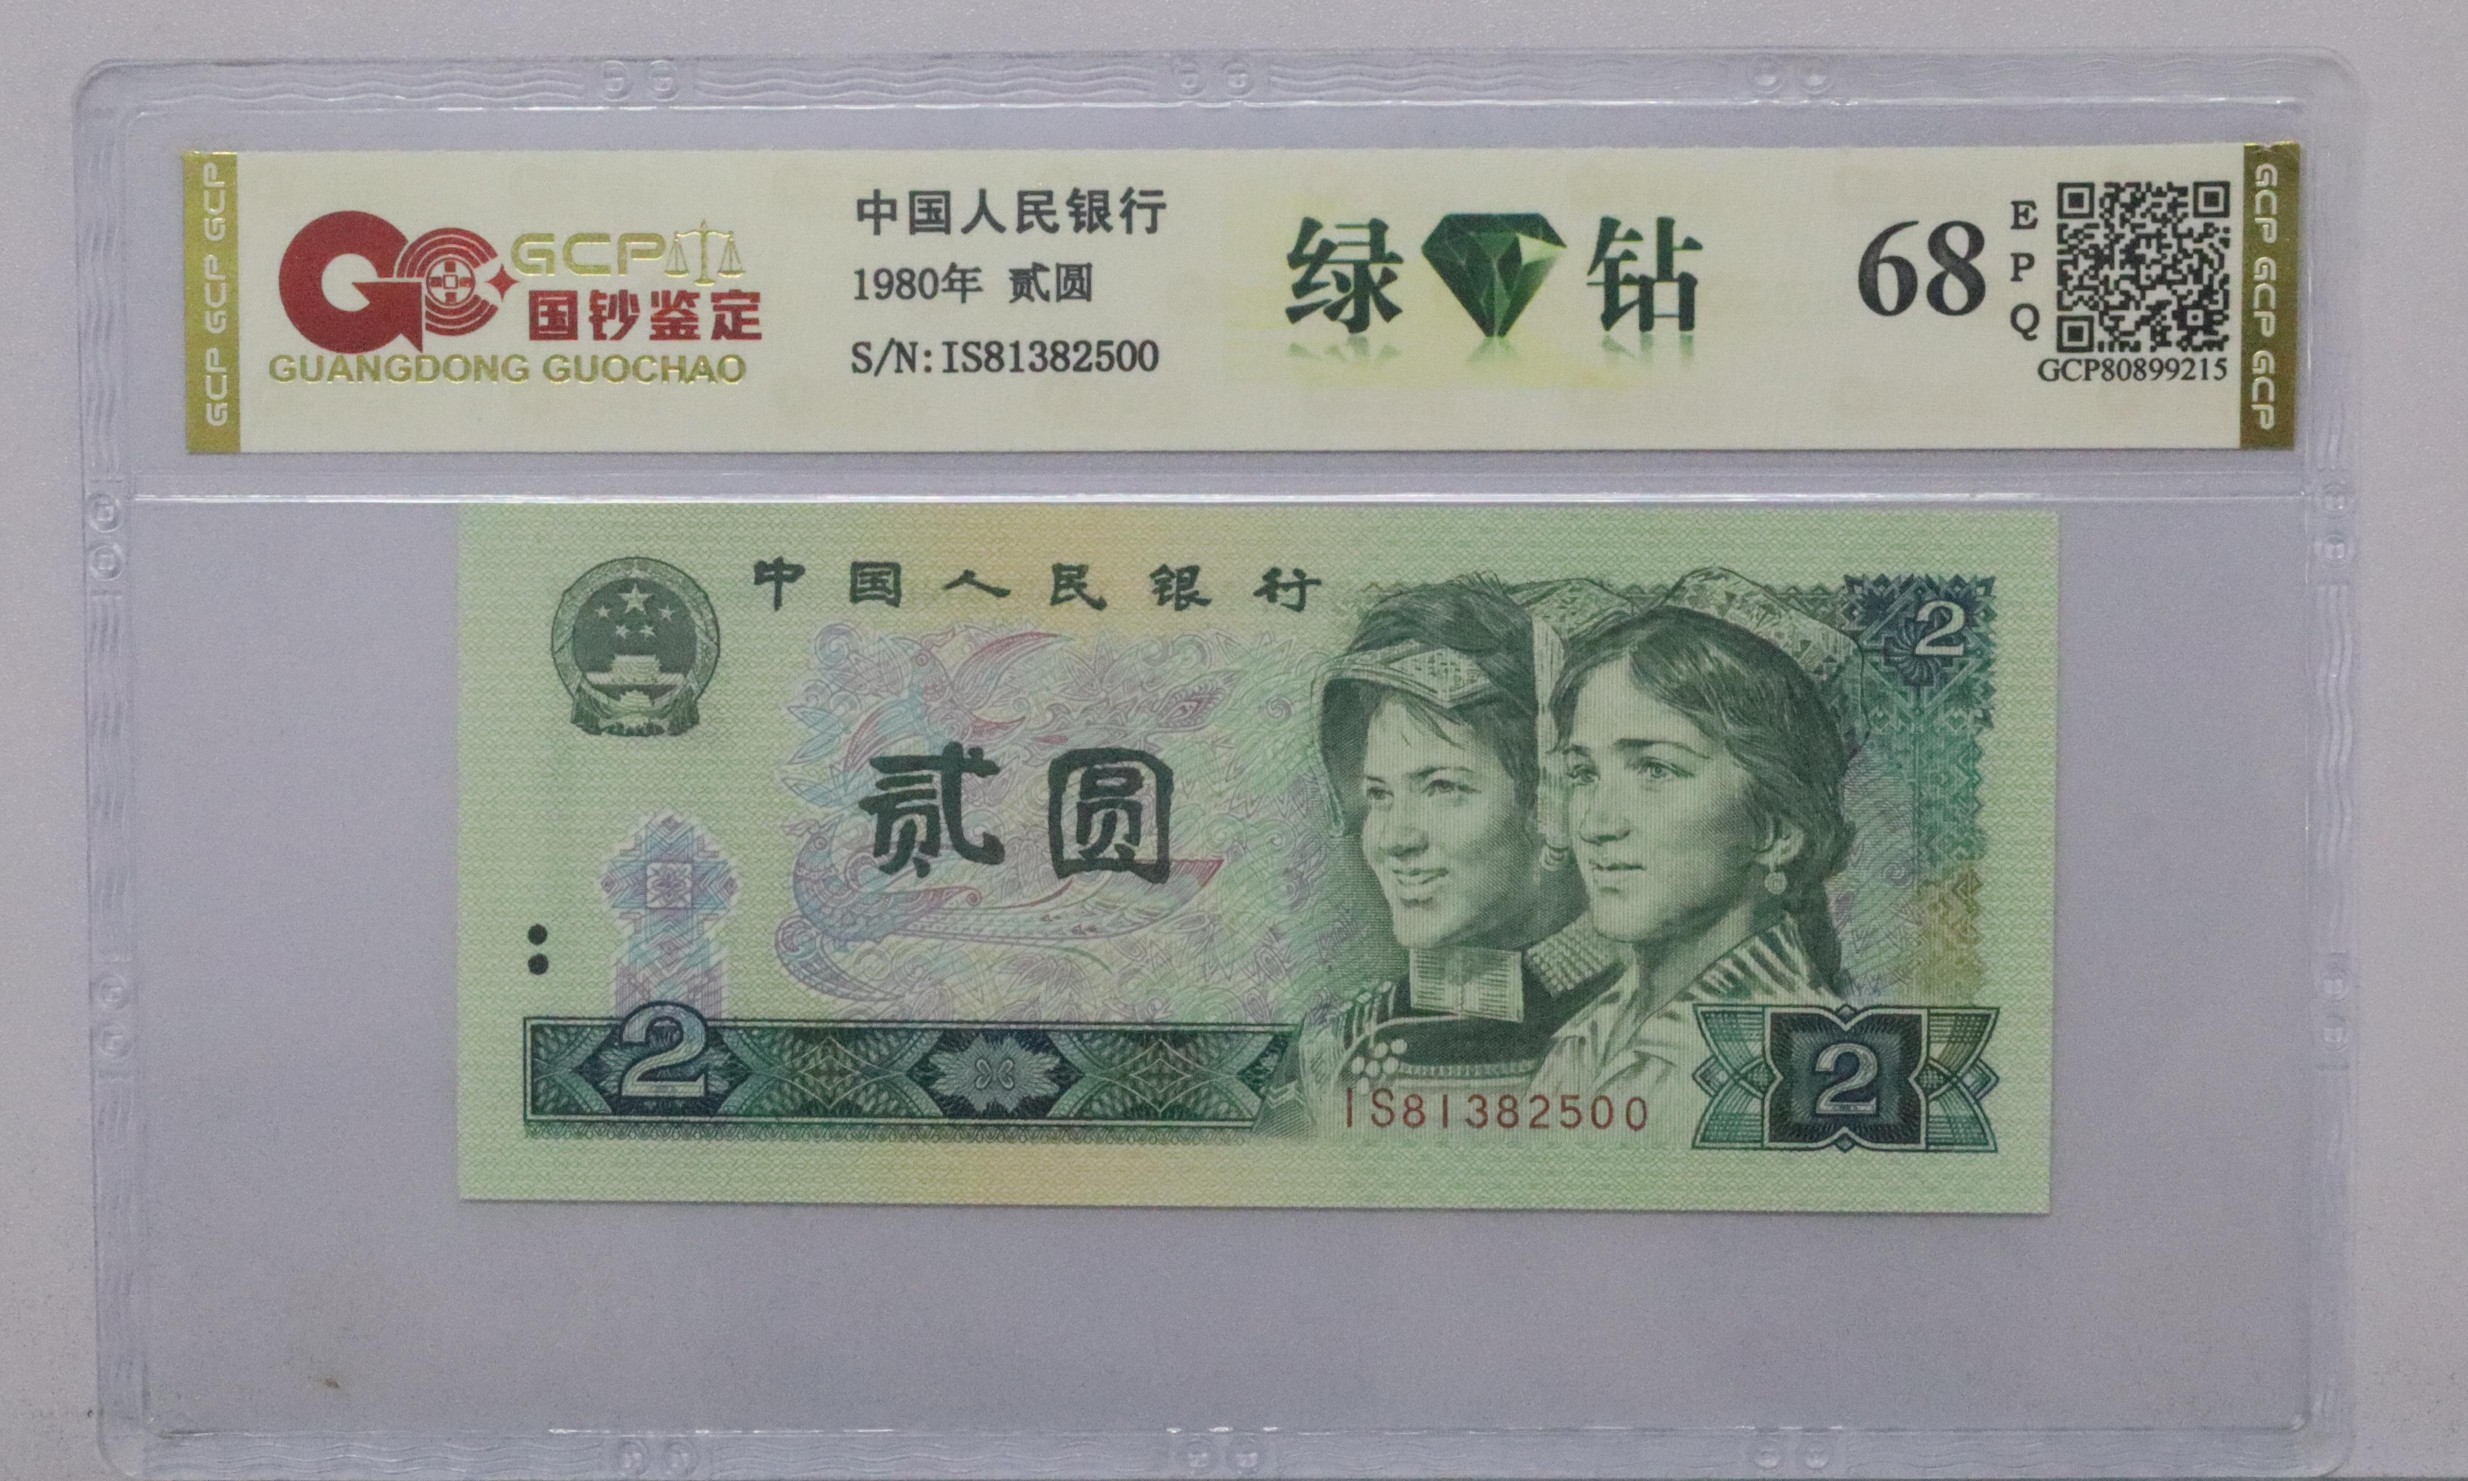 GCP GCP GCP
GCP
国钞鉴定
GUANGDONG GUOCHAO
中国人民银行
1980年 贰圆
S/N:IS81382500
绿钻
68
EPQ
GCP80899215
GCP GCP GCP
中国人民银行
2
贰圆
2
IS81382500
2